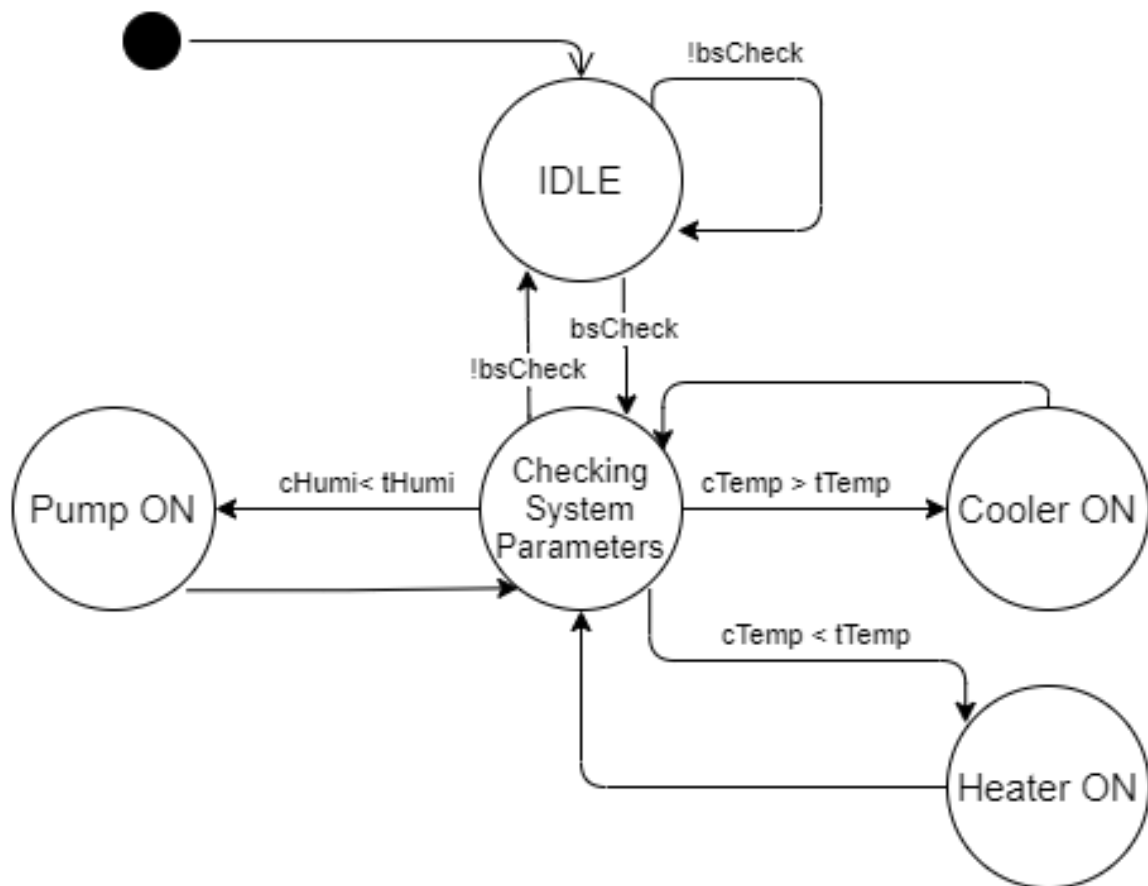 !bsCheck
IDLE
bsCheck
!bsCheck
Pump ON
cHumi< tHumi
Checking
System
Parameters
cTemp > tTemp
Cooler ON
cTemp < tTemp
Heater ON